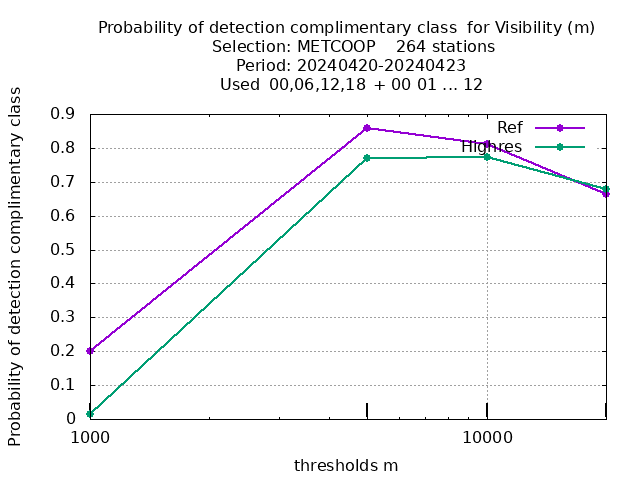 Probability of detection complimentary class  for Visibility (m)
Selection: METCOOP    264 stations
Period: 20240420-20240423
Used  00,06,12,18  + 00 01 ... 12
Probability of detection complimentary class
0.9
0.8
0.7
0.6
0.5
0.4
0.3
0.2
0.1
0
Ref
Highres
1000
10000
thresholds m